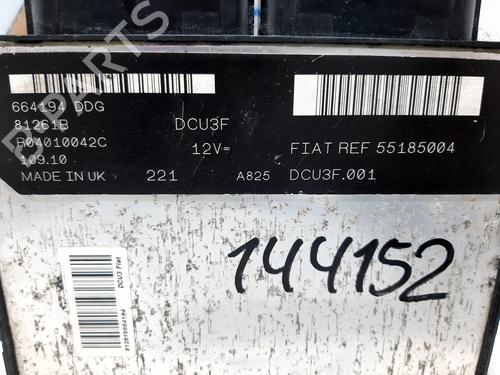 664194 DDG
81261B DCU3F
R04010042C 12V= FIAT REF 55185004
109.10
MADE IN UK 221 A825 DCU3F.001
144152
DCU3 Fiat